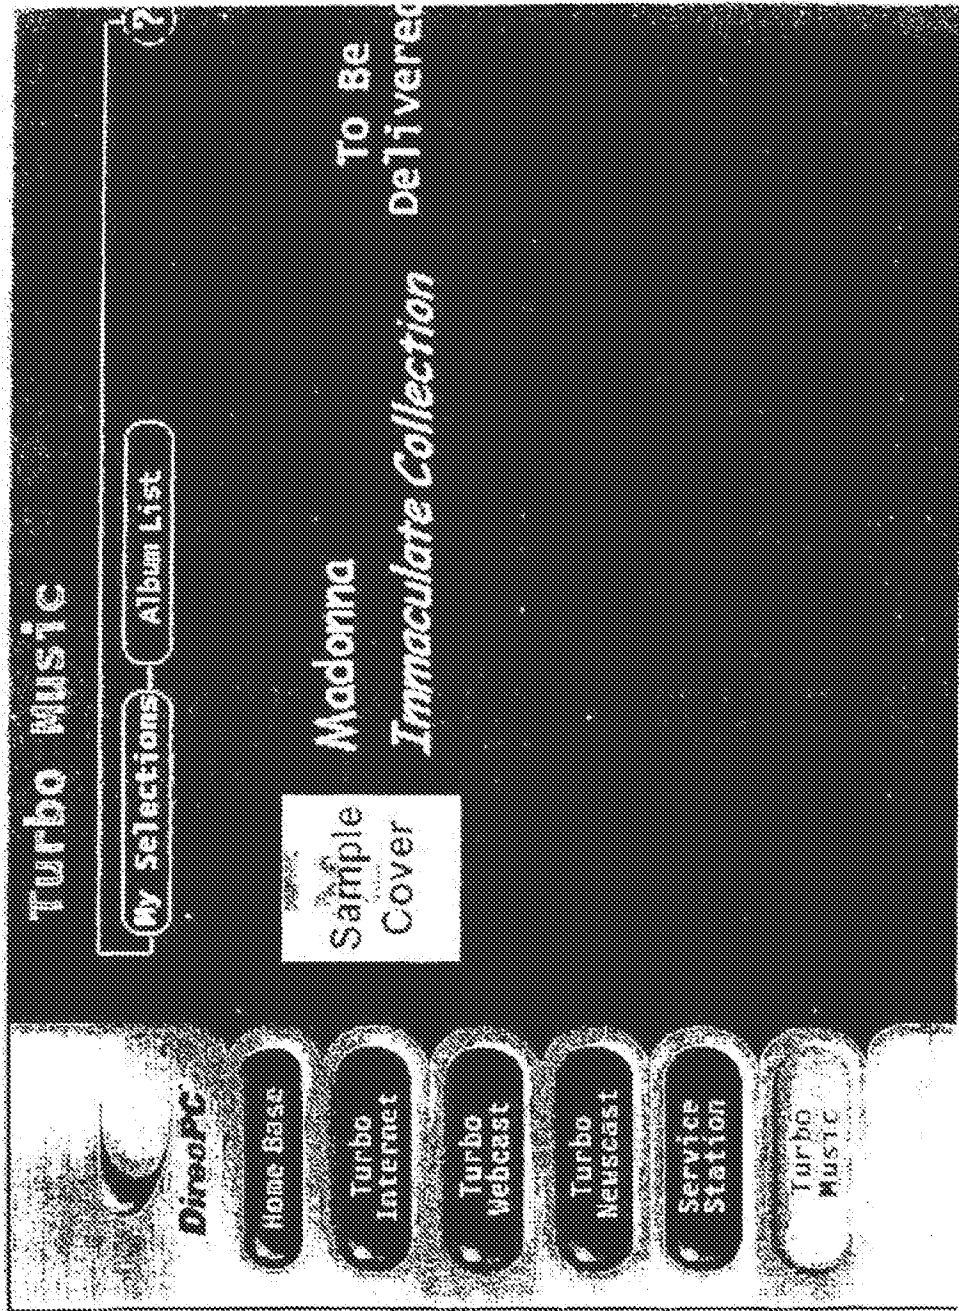 Turbo Music
My Selections
Album List
?
Sample
Cover
Madonna
Immaculate Collection
To Be
Delivered
DirecPC
Home Base
Turbo
Internet
Turbo
Webcast
Turbo
Newscast
Service
Station
Turbo
Music